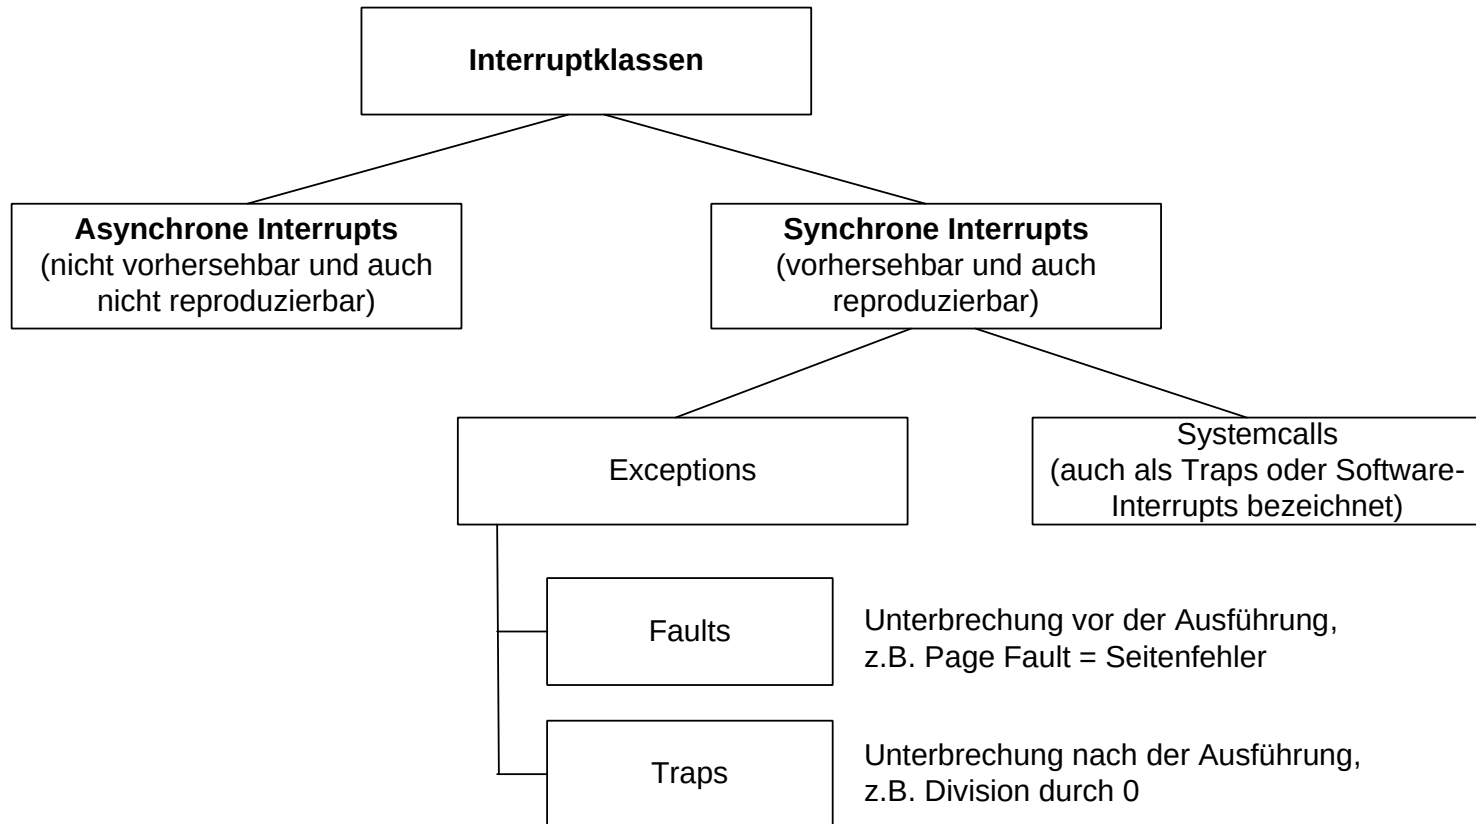 Interruptklassen
Asynchrone Interrupts
(nicht vorhersehbar und auch
nicht reproduzierbar)
Synchrone Interrupts
(vorhersehbar und auch
reproduzierbar)
Exceptions
Systemcalls
(auch als Traps oder Software-
Interrupts bezeichnet)
Faults
Unterbrechung vor der Ausführung,
z.B. Page Fault = Seitenfehler
Traps
Unterbrechung nach der Ausführung,
z.B. Division durch 0